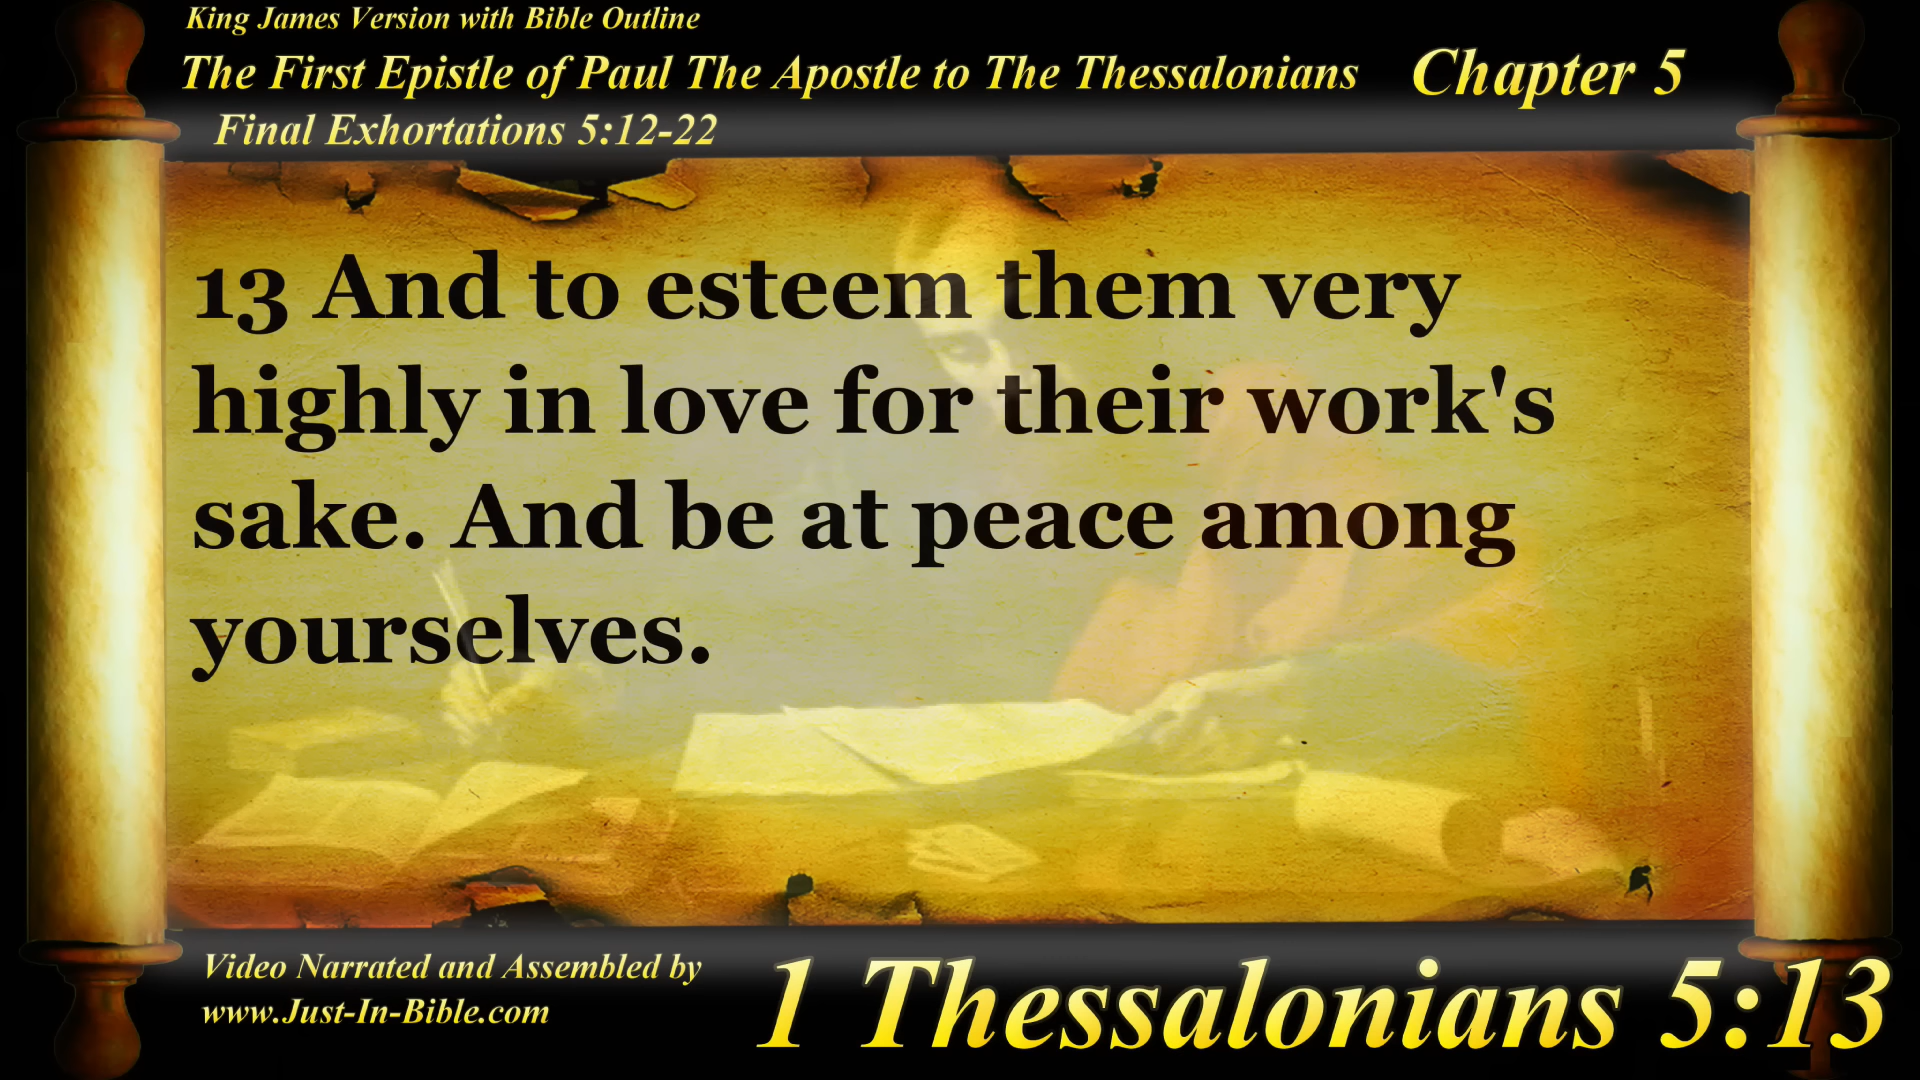 King James Version with Bible Outline
The First Epistle of Paul The Apostle to The Thessalonians Chapter 5
Final Exhortations 5:12-22
13 And to esteem them very
highly in love for their work's
sake. And be at peace among
yourselves.
Video Narrated and Assembled by
www.Just-In-Bible.com
1 Thessalonians 5:13